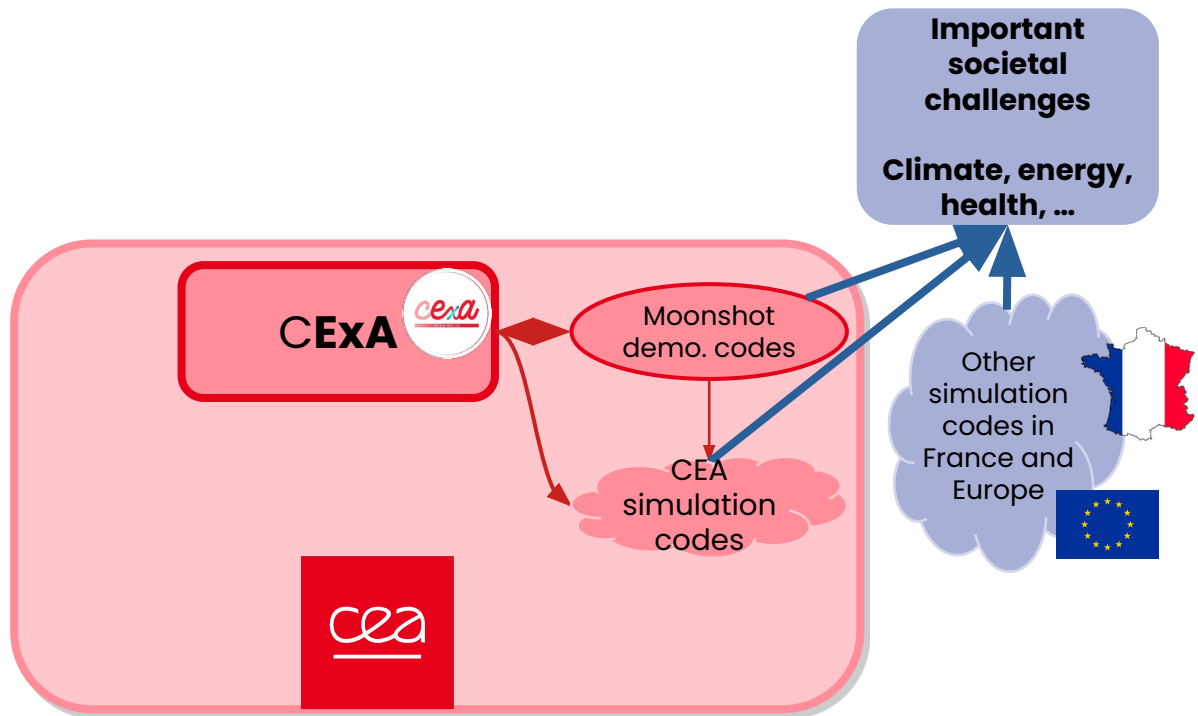 Important
societal
challenges
Climate, energy,
health, ...
CExA
cexa
Moonshot
demo. codes
CEA
simulation
codes
Other
simulation
codes in
France and
Europe
cea